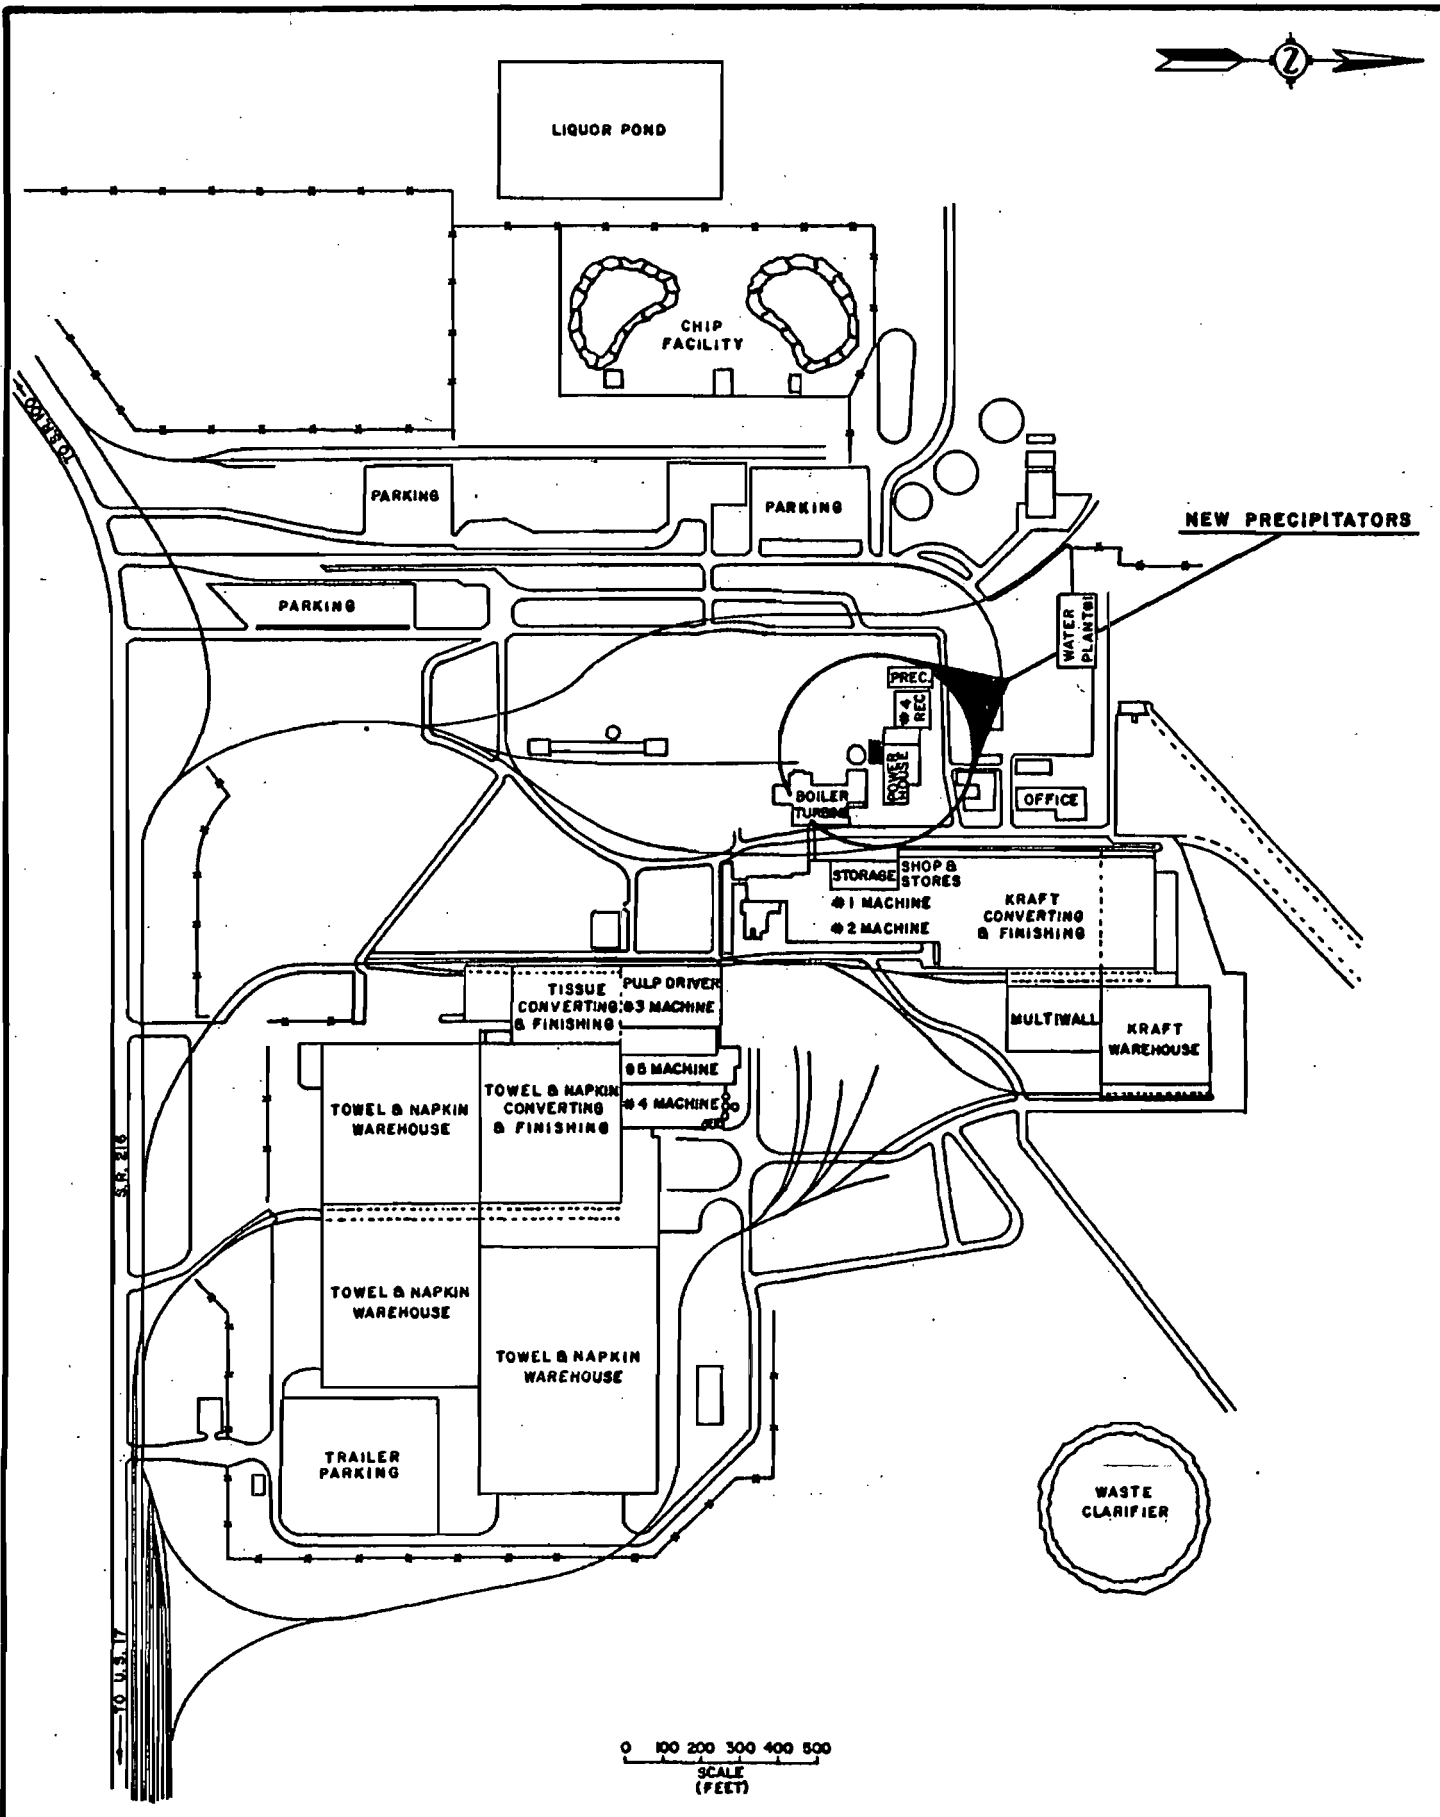 Z
LIQUOR POND
CHIP
FACILITY
TO S.R. 100
PARKING
PARKING
NEW PRECIPITATORS
PARKING
WATER
PLANT
PREC.
#4
REC
POWER
HOUSE
BOILER
TURBINE
OFFICE
STORAGE
SHOP &
STORES
#1 MACHINE
#2 MACHINE
KRAFT
CONVERTING
& FINISHING
TISSUE
CONVERTING
& FINISHING
PULP DRIVER
#3 MACHINE
MULTIWALL
KRAFT
WAREHOUSE
#5 MACHINE
#4 MACHINE
TOWEL & NAPKIN
WAREHOUSE
TOWEL & NAPKIN
CONVERTING
& FINISHING
S.R. 216
TOWEL & NAPKIN
WAREHOUSE
TOWEL & NAPKIN
WAREHOUSE
TRAILER
PARKING
WASTE
CLARIFIER
TO U.S. 17
0 100 200 300 400 500
SCALE
(FEET)